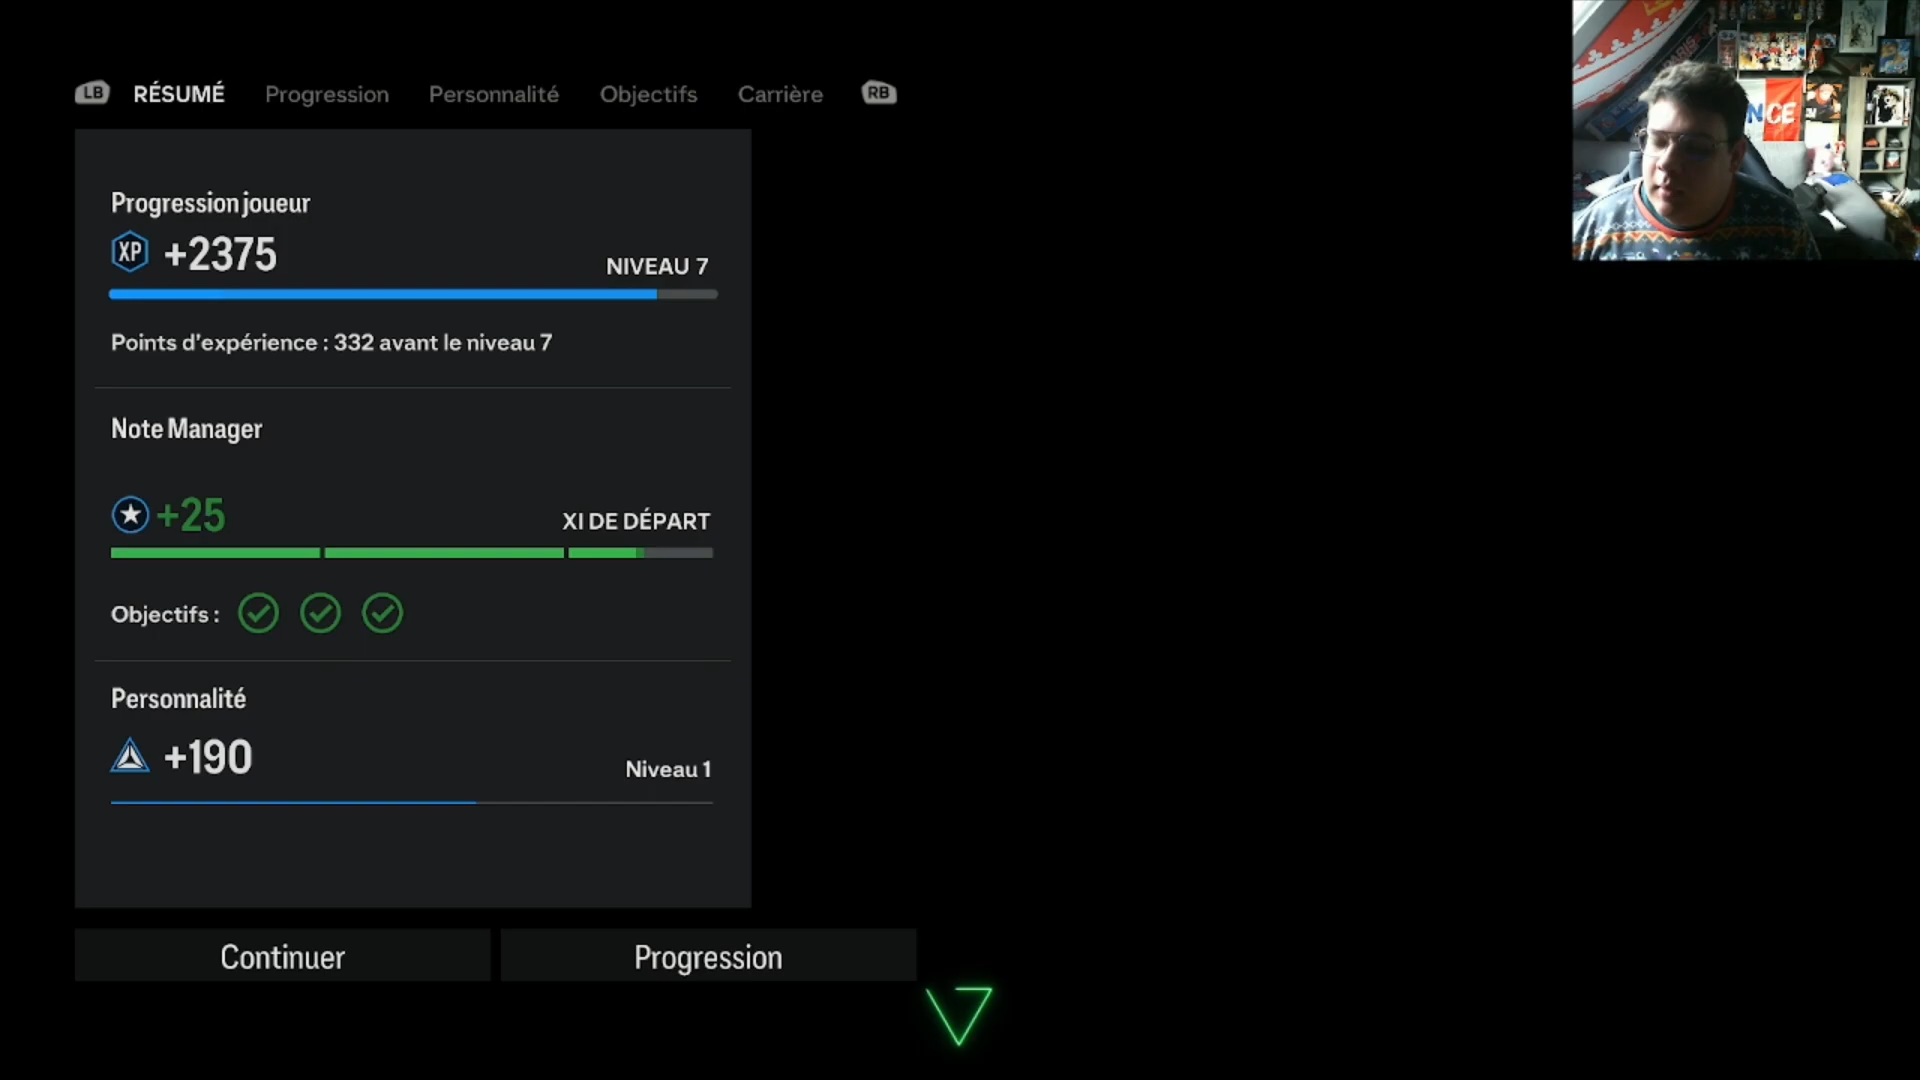 LB RÉSUMÉ Progression Personnalité Objectifs Carrière RB
Progression joueur
XP +2375
NIVEAU 7
Points d'expérience : 332 avant le niveau 7
Note Manager
+25
XI DE DÉPART
Objectifs :
Personnalité
+190
Niveau 1
Continuer
Progression
NCE